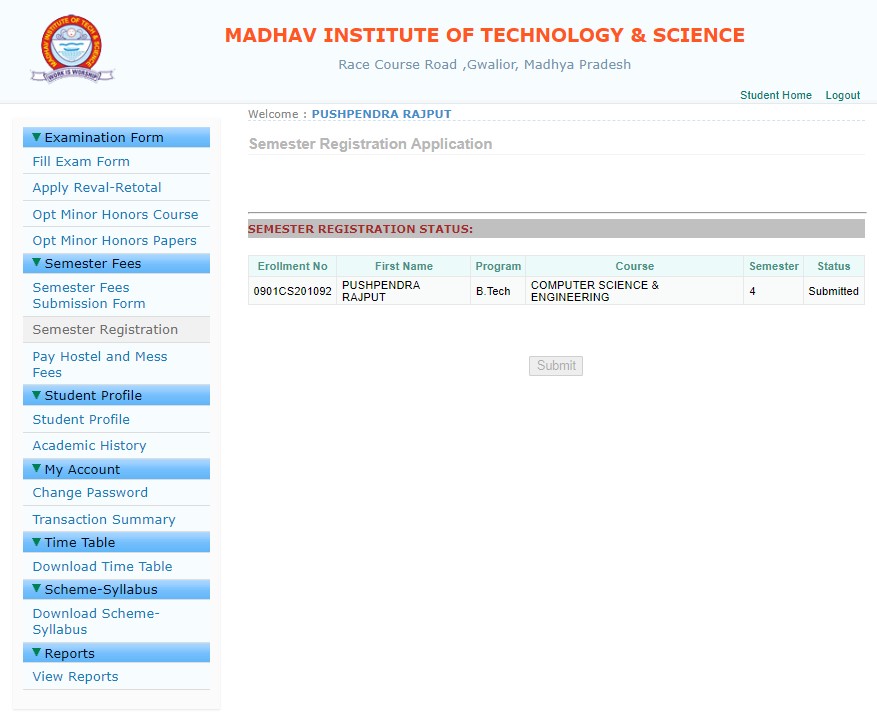 MADHAV INSTITUTE OF TECHNOLOGY & SCIENCE
Race Course Road ,Gwalior, Madhya Pradesh
MADHAV INSTITUTE OF TECH & SCIENCE
WORK IS WORSHIP
Student Home Logout
Welcome : PUSHPENDRA RAJPUT
Semester Registration Application
Examination Form
Fill Exam Form
Apply Reval-Retotal
Opt Minor Honors Course
Opt Minor Honors Papers
Semester Fees
Semester Fees
Submission Form
Semester Registration
Pay Hostel and Mess
Fees
Student Profile
Student Profile
Academic History
My Account
Change Password
Transaction Summary
Time Table
Download Time Table
Scheme-Syllabus
Download Scheme-
Syllabus
Reports
View Reports
SEMESTER REGISTRATION STATUS:
Erollment No First Name Program Course Semester Status
0901CS201092 PUSHPENDRA RAJPUT B.Tech COMPUTER SCIENCE & ENGINEERING 4 Submitted
Submit